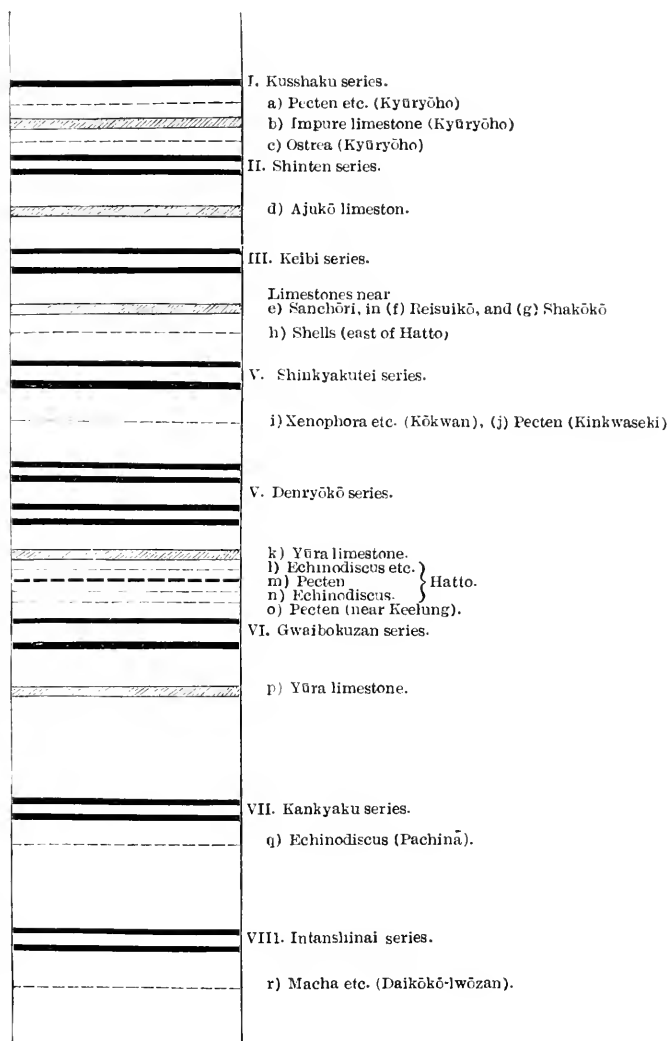 I. Kusshaku series.
a) Pecten etc. (Kyūryōho)
b) Impure limestone (Kyūryōho)
c) Ostrea (Kyūryōho)
II. Shinten series.
d) Ajukō limeston.
III. Keibi series.
Limestones near
e) Sanchōri, in (f) Reisuikō, and (g) Shakōkō
h) Shells (east of Hatto)
V. Shinkyakutei series.
i) Xenophora etc. (Kōkwan), (j) Pecten (Kinkwaseki)
V. Denryōkō series.
k) Yūra limestone.
l) Echinodiscus etc.
m) Pecten } Hatto.
n) Echinodiscus.
o) Pecten (near Keelung).
VI. Gwaibokuzan series.
p) Yūra limestone.
VII. Kankyaku series.
q) Echinodiscus (Pachinā).
VIII. Intanshinai series.
r) Macha etc. (Daikōkō-Iwōzan).